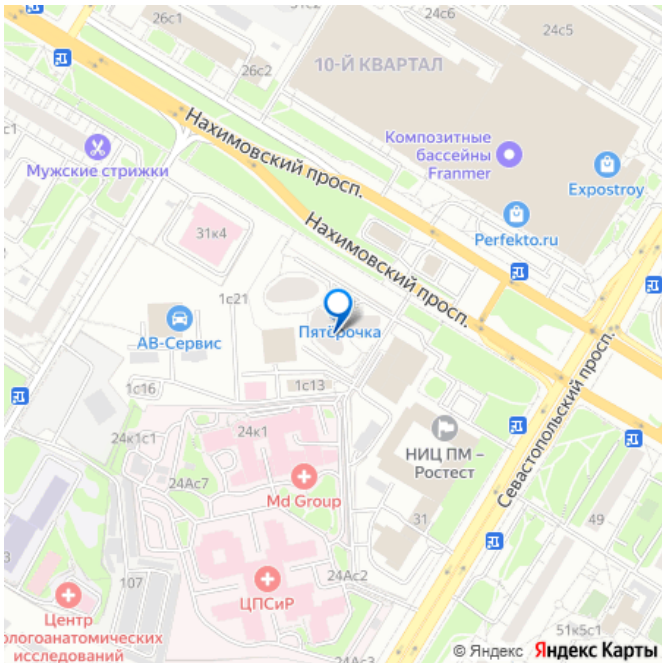 26с1
24с6
24с5
26с2
10-Й КВАРТАЛ
Нахимовский просп.
Композитные
бассейны
Franmer
Мужские стрижки
Expostroy
Perfekto.ru
31к4
Нахимовский просп.
1с21
Пятёрочка
АВ-Сервис
Севастопольский просп.
1с16
1с13
24к1с1
24к1
НИЦ ПМ –
Ростест
24Ас7
Md Group
31
49
107
24Ас2
ЦПСиР
Центр
ологоанатомических
исследований
51к5с1
© Яндекс Яндекс Карты